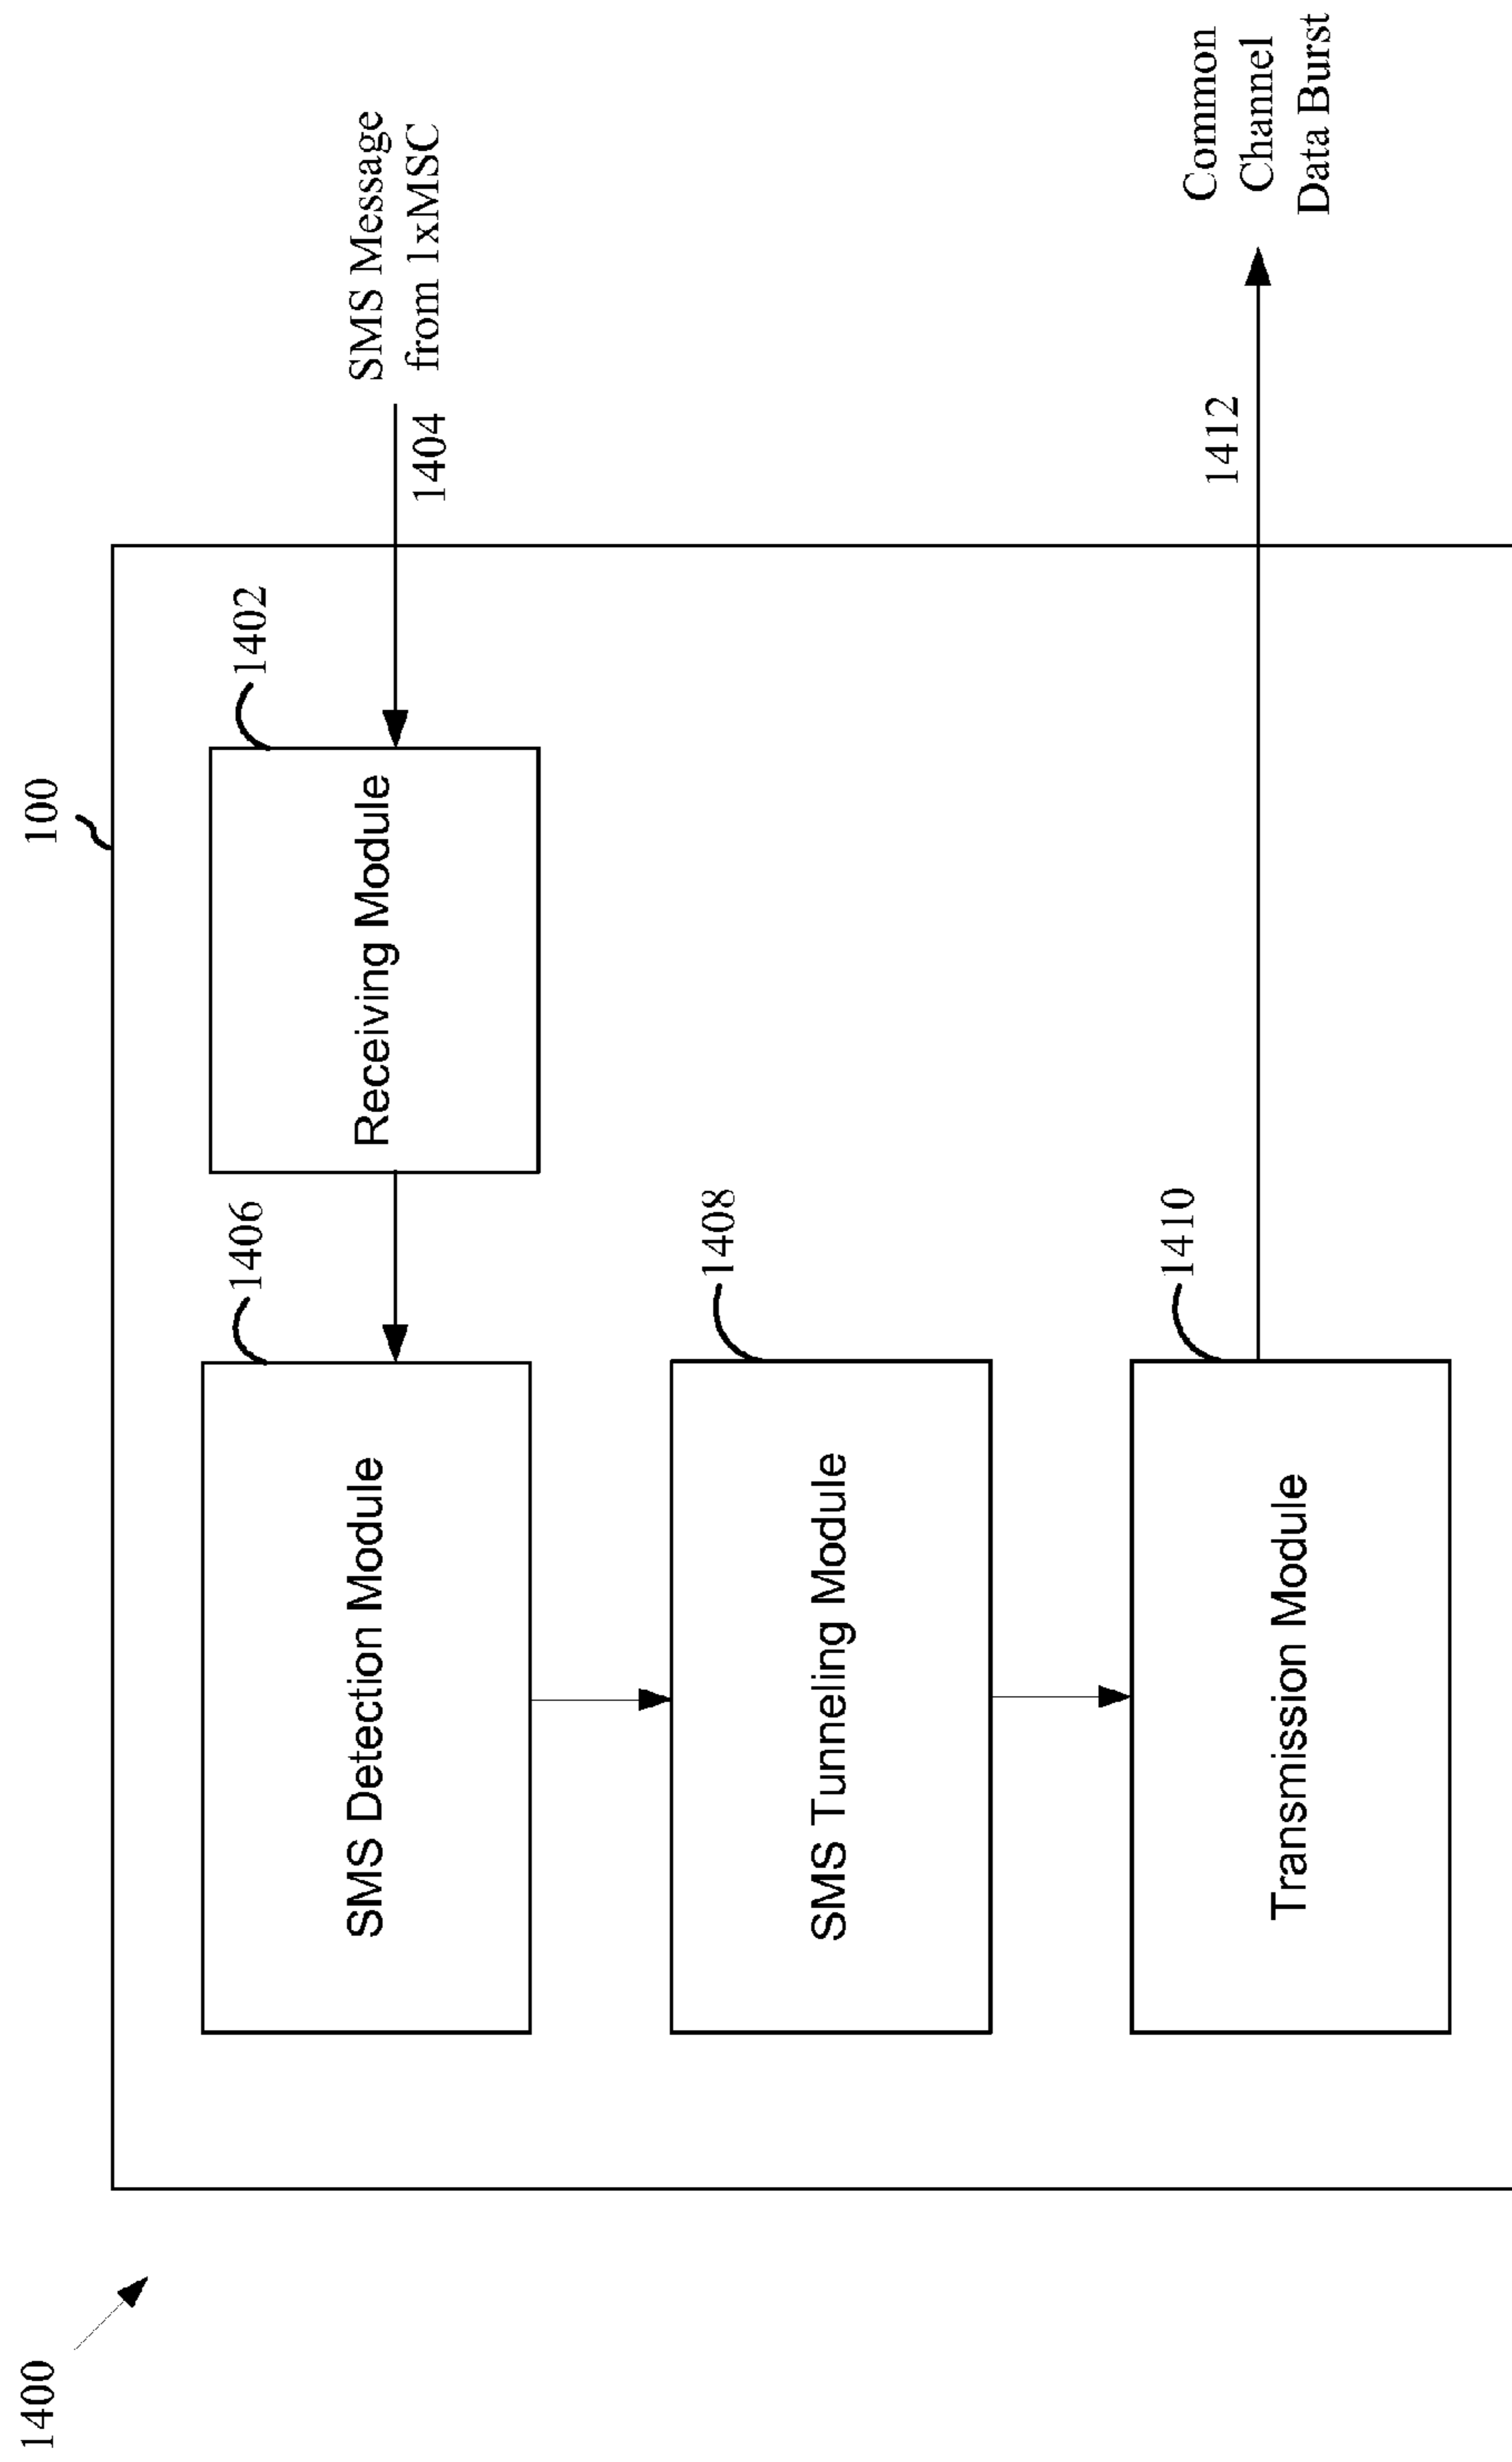 1400
100
1406
1402
SMS Message
from 1xMSC
1404
SMS Detection Module
Receiving Module
1408
SMS Tunneling Module
1410
1412
Common
Channel
Data Burst
Transmission Module